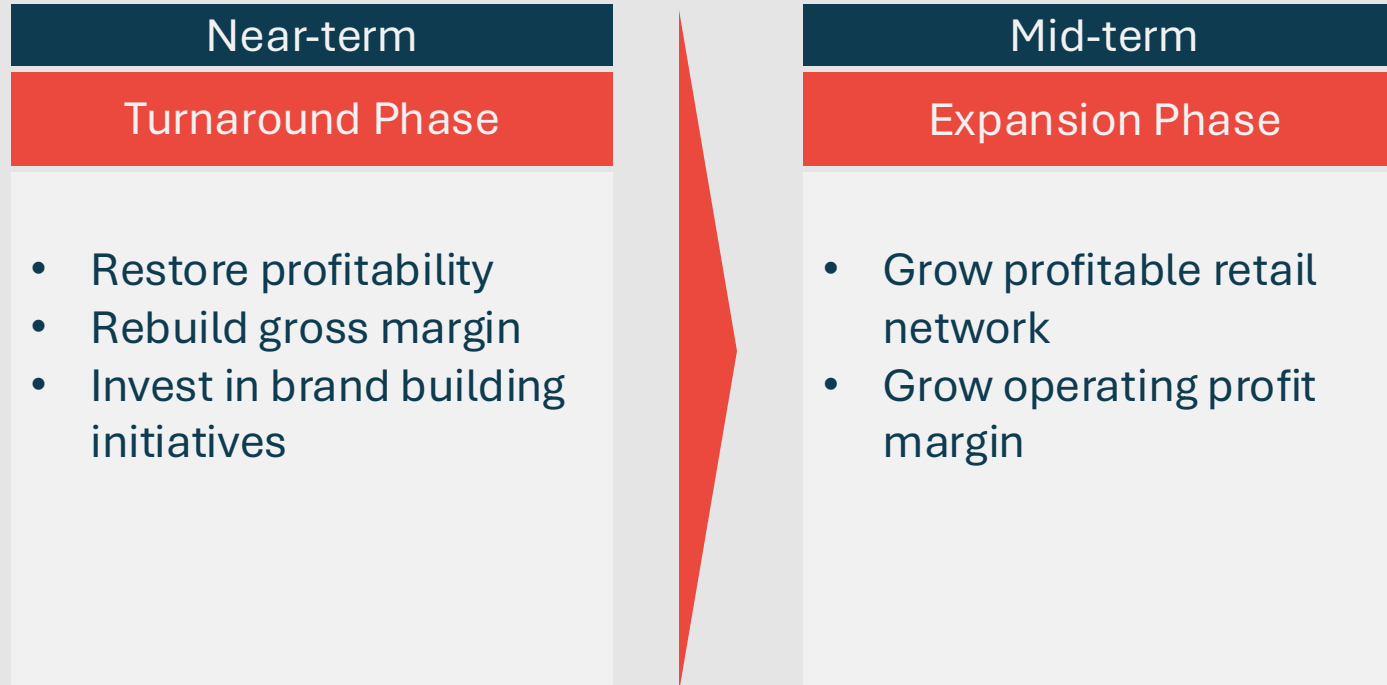 Near-term
Turnaround Phase
• Restore profitability
• Rebuild gross margin
• Invest in brand building
initiatives
Mid-term
Expansion Phase
• Grow profitable retail
network
• Grow operating profit
margin